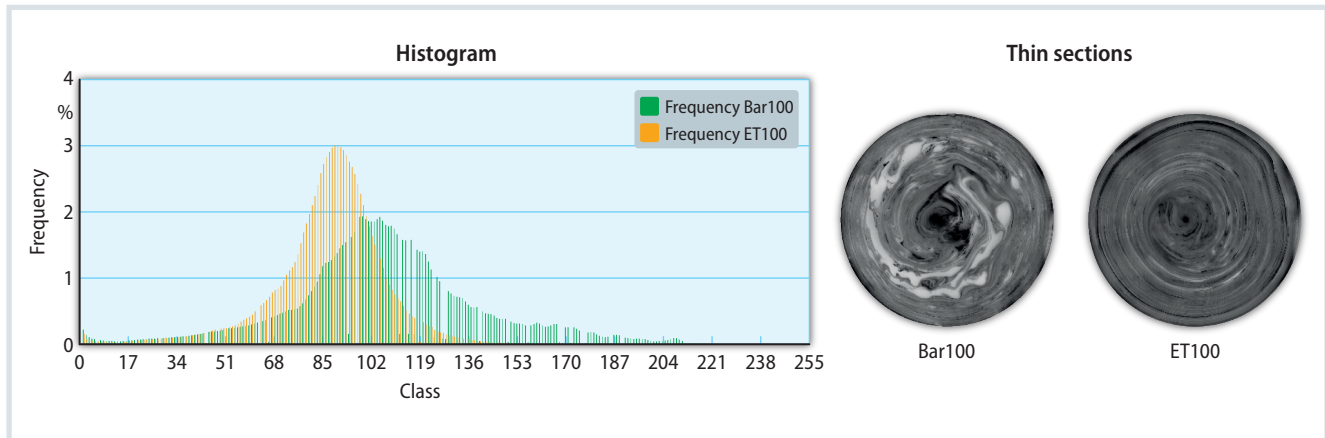 Histogram
4
%
3
2
1
0
Frequency
Frequency Bar100
Frequency ET100
0 17 34 51 68 85 102 119 136 153 170 187 204 221 238 255
Class
Thin sections
Bar100 ET100